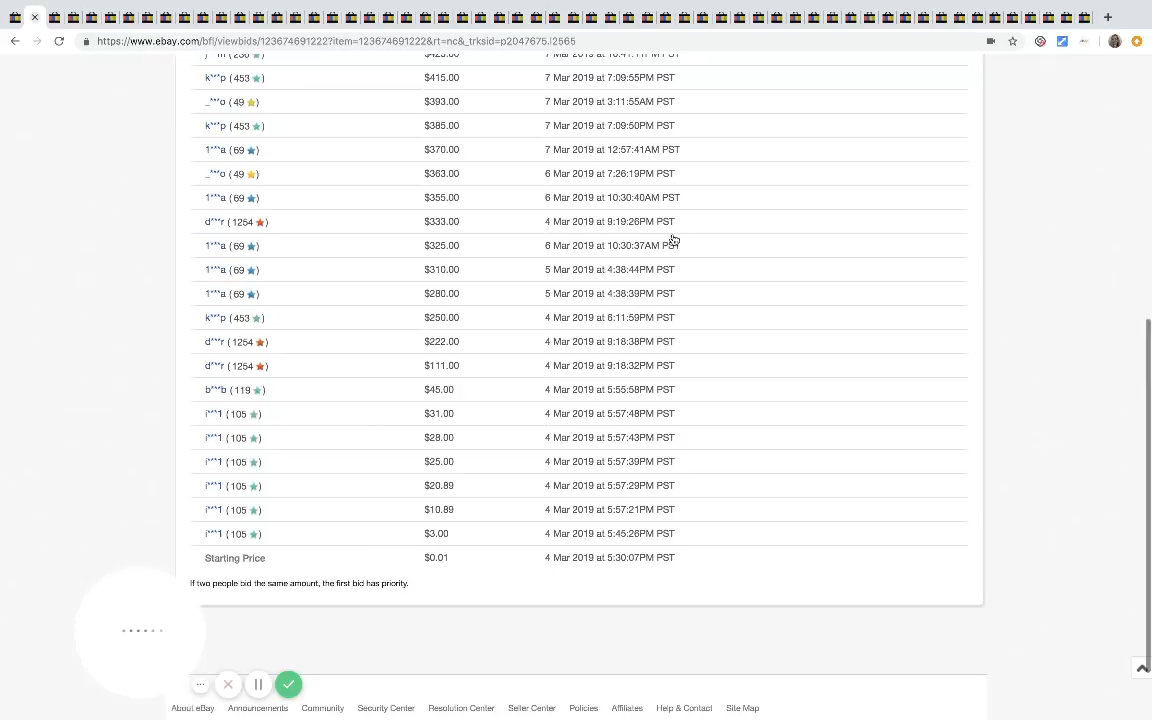 https://www.ebay.com/bfl/viewbids/123674691222?item=123674691222&rt=nc&_trksid=p2047675.l2565
k***p (453) $415.00 7 Mar 2019 at 7:09:55PM PST
_***o (49) $393.00 7 Mar 2019 at 3:11:55AM PST
k***p (453) $385.00 7 Mar 2019 at 7:09:50PM PST
1***a (69) $370.00 7 Mar 2019 at 12:57:41AM PST
_***o (49) $363.00 6 Mar 2019 at 7:26:19PM PST
1***a (69) $355.00 6 Mar 2019 at 10:30:40AM PST
d***r (1254) $333.00 4 Mar 2019 at 9:19:26PM PST
1***a (69) $325.00 6 Mar 2019 at 10:30:37AM PST
1***a (69) $310.00 5 Mar 2019 at 4:38:44PM PST
1***a (69) $280.00 5 Mar 2019 at 4:38:39PM PST
k***p (453) $250.00 4 Mar 2019 at 6:11:59PM PST
d***r (1254) $222.00 4 Mar 2019 at 9:18:38PM PST
d***r (1254) $111.00 4 Mar 2019 at 9:18:32PM PST
b***b (119) $45.00 4 Mar 2019 at 5:55:58PM PST
i***1 (105) $31.00 4 Mar 2019 at 5:57:48PM PST
i***1 (105) $28.00 4 Mar 2019 at 5:57:43PM PST
i***1 (105) $25.00 4 Mar 2019 at 5:57:39PM PST
i***1 (105) $20.89 4 Mar 2019 at 5:57:29PM PST
i***1 (105) $10.89 4 Mar 2019 at 5:57:21PM PST
i***1 (105) $3.00 4 Mar 2019 at 5:45:26PM PST
Starting Price $0.01 4 Mar 2019 at 5:30:07PM PST
If two people bid the same amount, the first bid has priority.
About eBay Announcements Community Security Center Resolution Center Seller Center Policies Affiliates Help & Contact Site Map